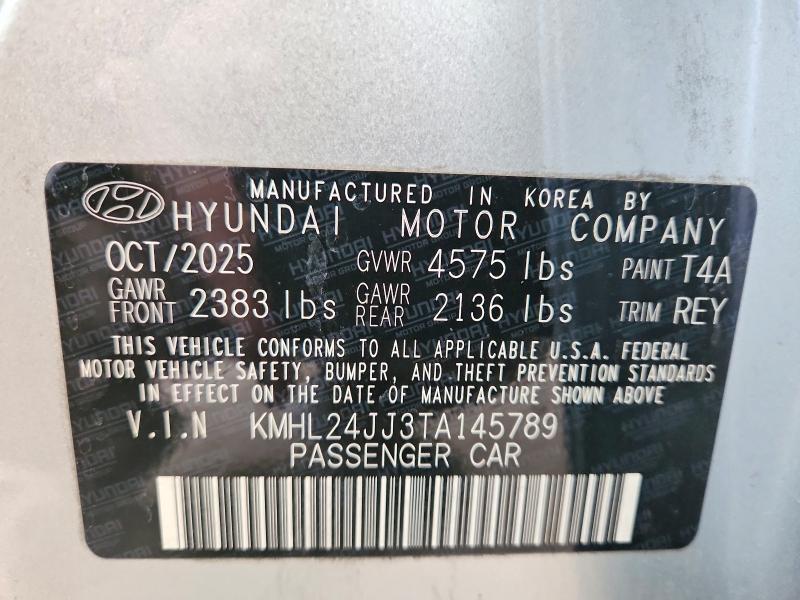 MANUFACTURED IN KOREA BY
HYUNDAI MOTOR COMPANY
OCT/2025 GVWR 4575 lbs PAINT T4A
GAWR FRONT 2383 lbs GAWR REAR 2136 lbs TRIM REY
THIS VEHICLE CONFORMS TO ALL APPLICABLE U.S.A. FEDERAL
MOTOR VEHICLE SAFETY, BUMPER, AND THEFT PREVENTION STANDARDS
IN EFFECT ON THE DATE OF MANUFACTURE SHOWN ABOVE
V.I.N KMHL24JJ3TA145789
PASSENGER CAR